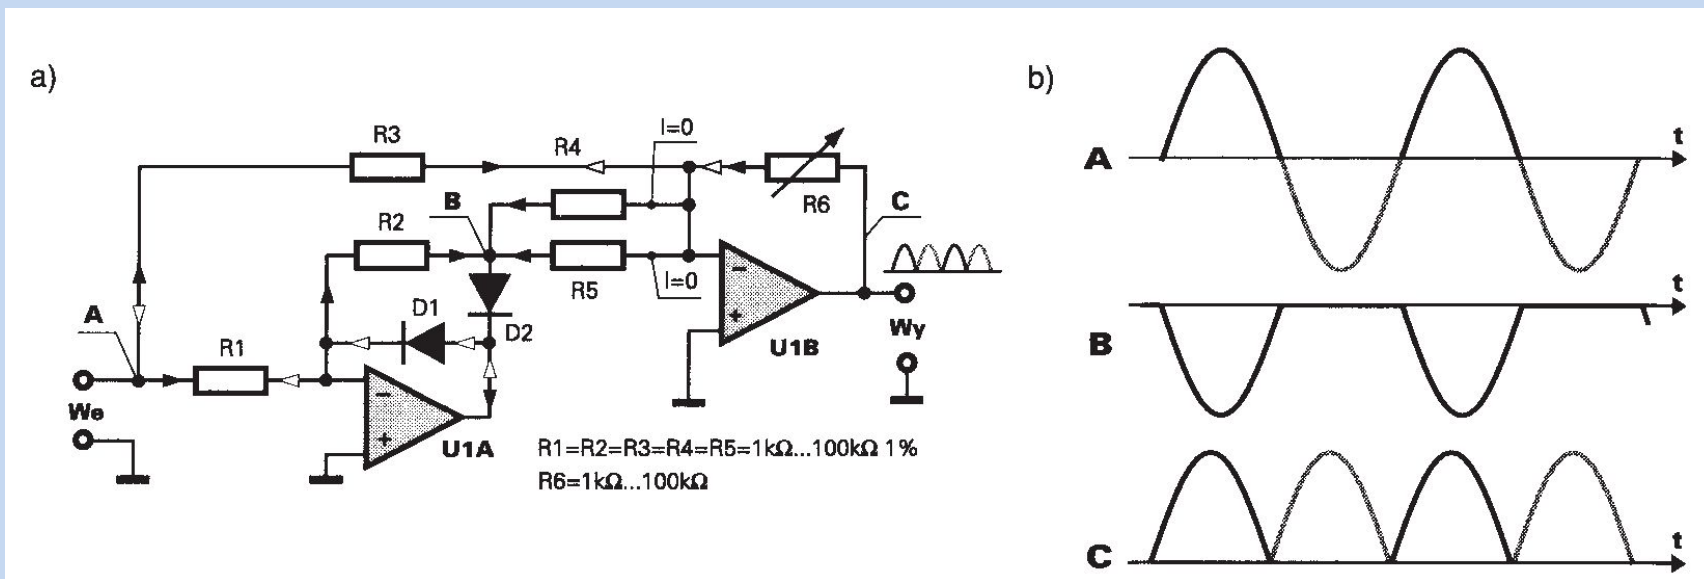 a)
R3
R4
I=0
R6
B
C
R2
R5
I=0
−
+
U1B
Wy
D1
D2
A
R1
We
−
+
U1A
R1=R2=R3=R4=R5=1kΩ...100kΩ 1%
R6=1kΩ...100kΩ
b)
A
t
B
t
C
t